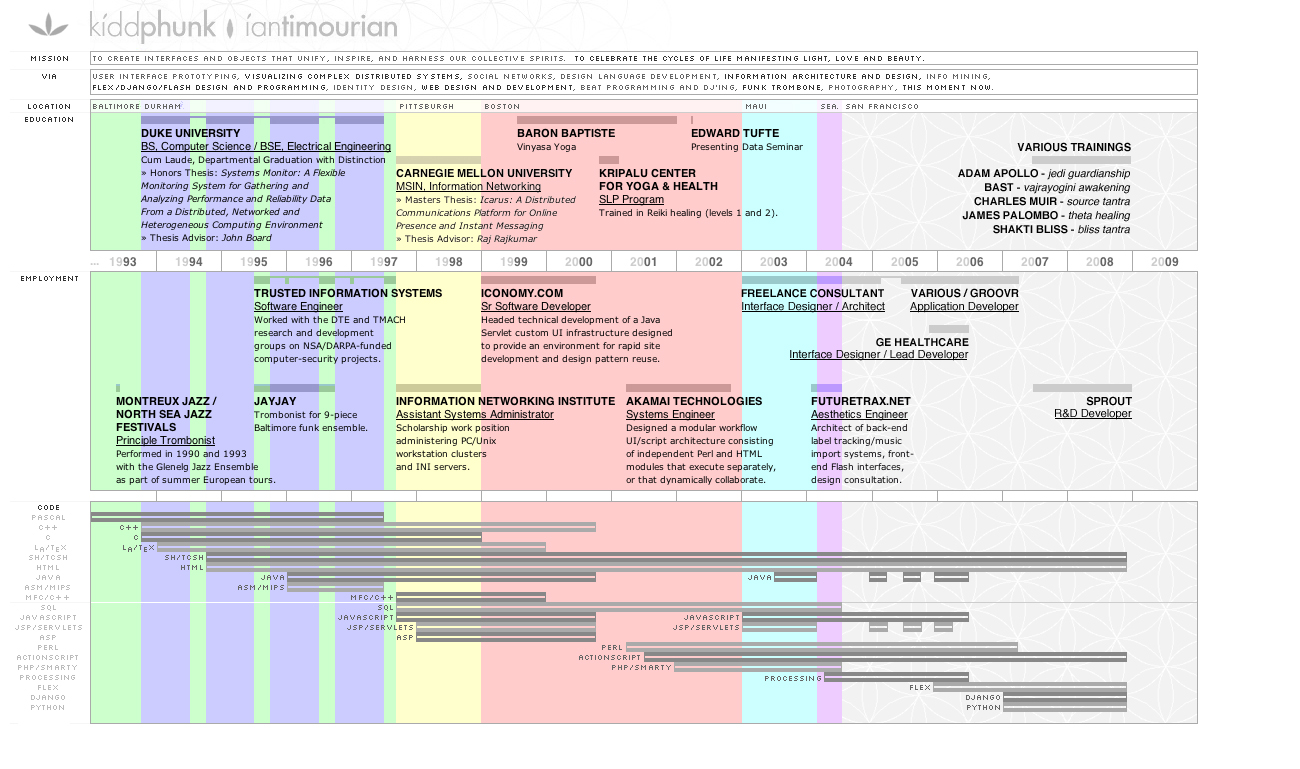 kíddphunk íantimourian
MISSION
TO CREATE INTERFACES AND OBJECTS THAT UNIFY, INSPIRE, AND HARNESS OUR COLLECTIVE SPIRITS. TO CELEBRATE THE CYCLES OF LIFE MANIFESTING LIGHT, LOVE AND BEAUTY.
VIA
USER INTERFACE PROTOTYPING, VISUALIZING COMPLEX DISTRIBUTED SYSTEMS, SOCIAL NETWORKS, DESIGN LANGUAGE DEVELOPMENT, INFORMATION ARCHITECTURE AND DESIGN, INFO MINING,
FLEX/DJANGO/FLASH DESIGN AND PROGRAMMING, IDENTITY DESIGN, WEB DESIGN AND DEVELOPMENT, BEAT PROGRAMMING AND DJ'ING, FUNK TROMBONE, PHOTOGRAPHY, THIS MOMENT NOW.
LOCATION
BALTIMORE DURHAM PITTSBURGH BOSTON MAUI SEA. SAN FRANCISCO
EDUCATION
DUKE UNIVERSITY
BS, Computer Science / BSE, Electrical Engineering
Cum Laude, Departmental Graduation with Distinction
» Honors Thesis: Systems Monitor: A Flexible
Monitoring System for Gathering and
Analyzing Performance and Reliability Data
From a Distributed, Networked and
Heterogeneous Computing Environment
» Thesis Advisor: John Board
CARNEGIE MELLON UNIVERSITY
MSIN, Information Networking
» Masters Thesis: Icarus: A Distributed
Communications Platform for Online
Presence and Instant Messaging
» Thesis Advisor: Raj Rajkumar
BARON BAPTISTE
Vinyasa Yoga
KRIPALU CENTER
FOR YOGA & HEALTH
SLP Program
Trained in Reiki healing (levels 1 and 2).
EDWARD TUFTE
Presenting Data Seminar
VARIOUS TRAININGS
ADAM APOLLO - jedi guardianship
BAST - vajrayogini awakening
CHARLES MUIR - source tantra
JAMES PALOMBO - theta healing
SHAKTI BLISS - bliss tantra
... 1993 1994 1995 1996 1997 1998 1999 2000 2001 2002 2003 2004 2005 2006 2007 2008 2009
EMPLOYMENT
TRUSTED INFORMATION SYSTEMS
Software Engineer
Worked with the DTE and TMACH
research and development
groups on NSA/DARPA-funded
computer-security projects.
ICONOMY.COM
Sr Software Developer
Headed technical development of a Java
Servlet custom UI infrastructure designed
to provide an environment for rapid site
development and design pattern reuse.
FREELANCE CONSULTANT
Interface Designer / Architect
VARIOUS / GROOVR
Application Developer
GE HEALTHCARE
Interface Designer / Lead Developer
MONTREUX JAZZ /
NORTH SEA JAZZ
FESTIVALS
Principle Trombonist
Performed in 1990 and 1993
with the Glenelg Jazz Ensemble
as part of summer European tours.
JAYJAY
Trombonist for 9-piece
Baltimore funk ensemble.
INFORMATION NETWORKING INSTITUTE
Assistant Systems Administrator
Scholarship work position
administering PC/Unix
workstation clusters
and INI servers.
AKAMAI TECHNOLOGIES
Systems Engineer
Designed a modular workflow
UI/script architecture consisting
of independent Perl and HTML
modules that execute separately,
or that dynamically collaborate.
FUTURETRAX.NET
Aesthetics Engineer
Architect of back-end
label tracking/music
import systems, front-
end Flash interfaces,
design consultation.
SPROUT
R&D Developer
CODE
PASCAL
C++ C++
C C
LA/TEX LA/TEX
SH/TCSH SH/TCSH
HTML HTML
JAVA JAVA JAVA
ASM/MIPS ASM/MIPS
MFC/C++ MFC/C++
SQL SQL
JAVASCRIPT JAVASCRIPT JAVASCRIPT
JSP/SERVLETS JSP/SERVLETS JSP/SERVLETS
ASP ASP
PERL PERL
ACTIONSCRIPT ACTIONSCRIPT
PHP/SMARTY PHP/SMARTY
PROCESSING PROCESSING
FLEX FLEX
DJANGO DJANGO
PYTHON PYTHON